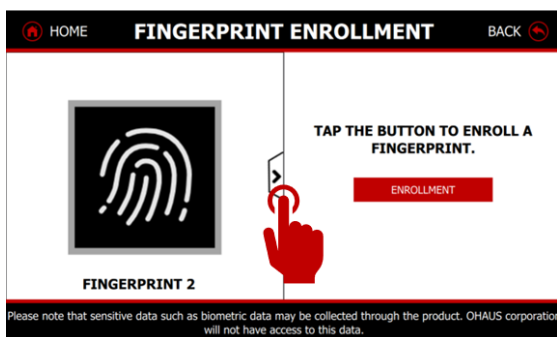 HOME FINGERPRINT ENROLLMENT BACK
TAP THE BUTTON TO ENROLL A
FINGERPRINT.
ENROLLMENT
FINGERPRINT 2
Please note that sensitive data such as biometric data may be collected through the product. OHAUS corporation
will not have access to this data.